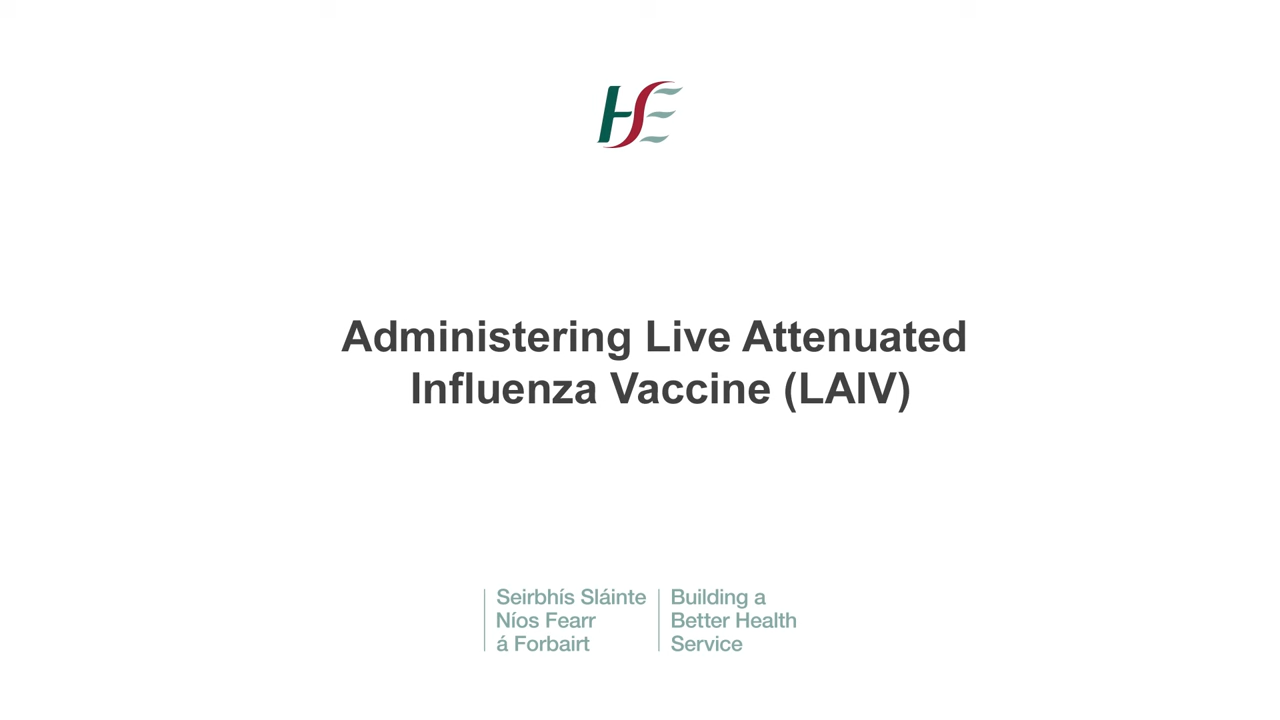 HSE
Administering Live Attenuated
Influenza Vaccine (LAIV)
Seirbhís Sláinte
Níos Fearr
á Forbairt
Building a
Better Health
Service